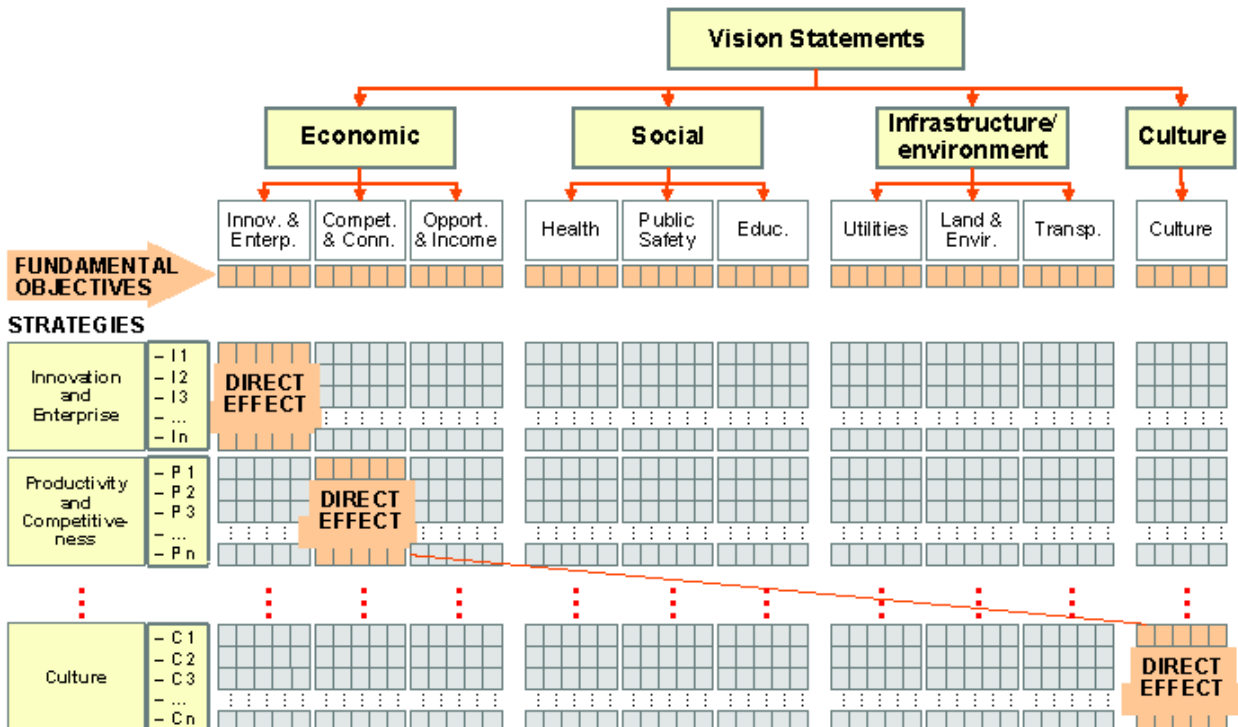 Vision Statements
Economic
Social
Infrastructure/
environment
Culture
Innov. &
Enterp.
Compet.
& Conn.
Opport.
& Income
Health
Public
Safety
Educ.
Utilities
Land &
Envir.
Transp.
Culture
FUNDAMENTAL
OBJECTIVES
STRATEGIES
Innovation
and
Enterprise
– I1
– I2
– I3
– ...
– In
DIRECT
EFFECT
Productivity
and
Competitive-
ness
– P1
– P2
– P3
– ...
– Pn
DIRECT
EFFECT
Culture
– C1
– C2
– C3
– ...
– Cn
DIRECT
EFFECT